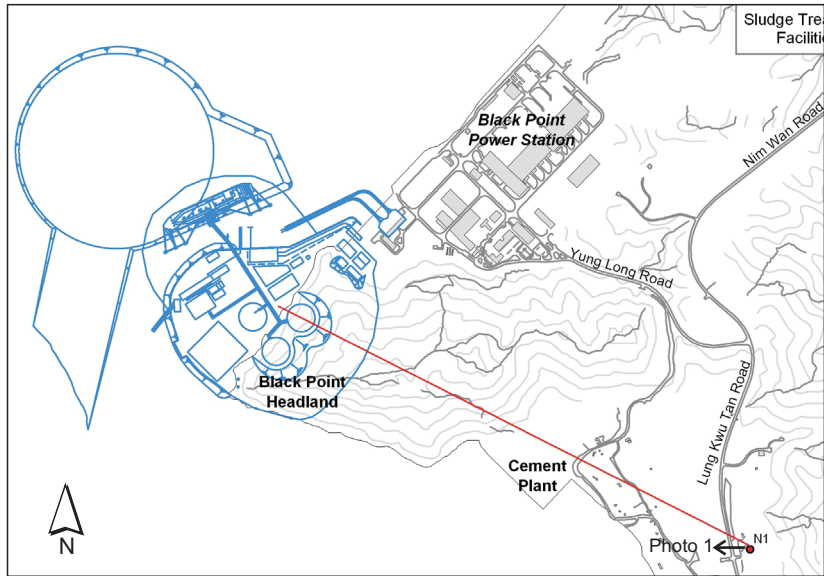 Sludge Trea
Faciliti
Black Point
Power Station
Nim Wan Road
Yung Long Road
Black Point
Headland
Lung Kwu Tan Road
Cement
Plant
N
Photo 1
N1